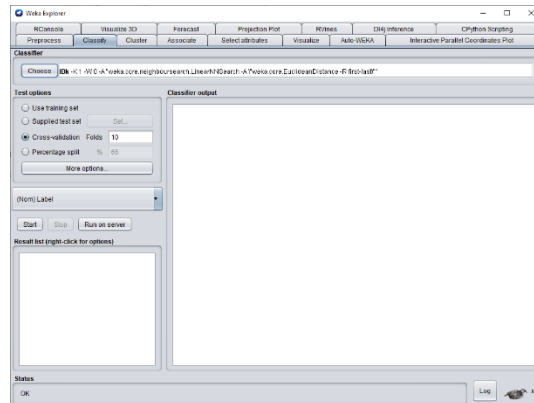 Weka Explorer
RConsole Visualize 3D Forecast Projection Plot RVines Dl4j Inference CPython Scripting
Preprocess Classify Cluster Associate Select attributes Visualize Auto-WEKA Interactive Parallel Coordinates Plot
Classifier
Choose IBk -K 1 -W 0 -A "weka.core.neighboursearch.LinearNNSearch -A \"weka.core.EuclideanDistance -R first-last\""
Test options
Use training set
Supplied test set Set...
Cross-validation Folds 10
Percentage split % 66
More options...
(Nom) Label
Start Stop Run on server
Result list (right-click for options)
Classifier output
Status
OK
Log